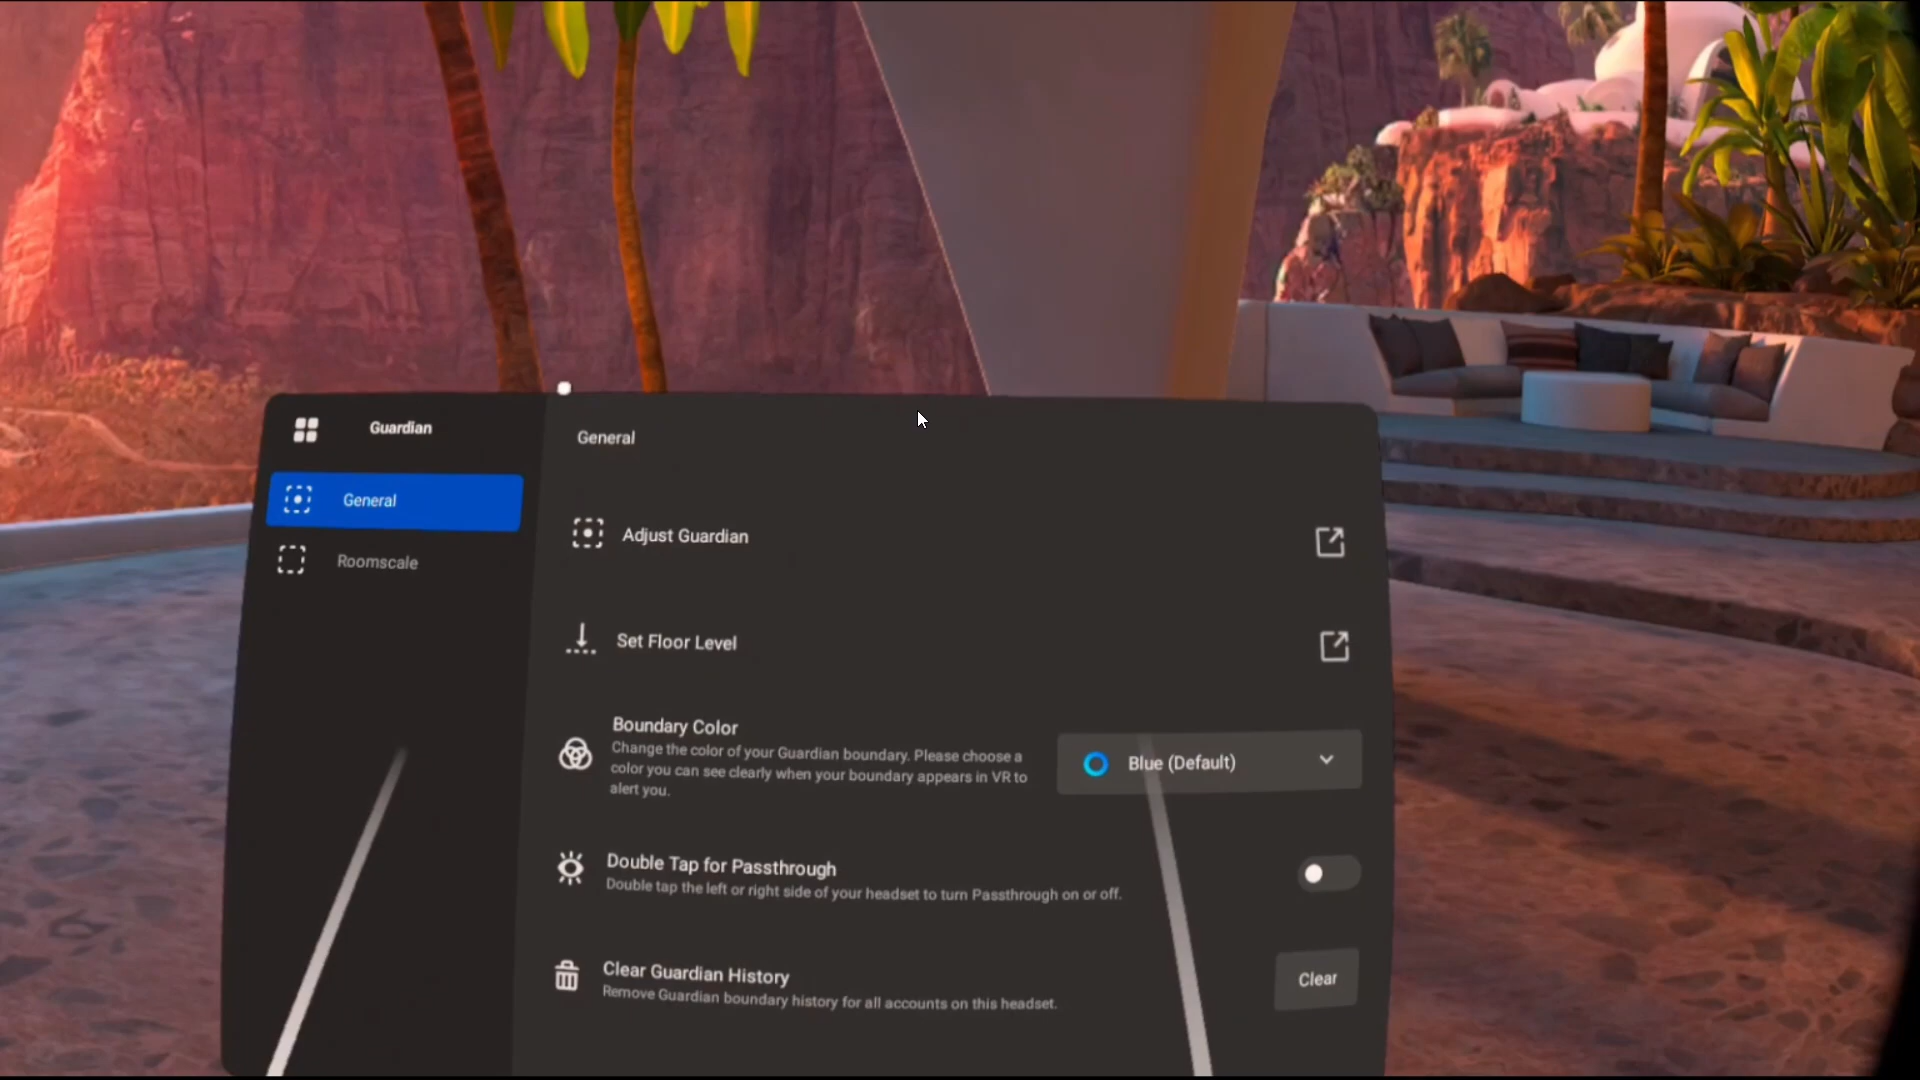 Guardian
General
Roomscale
General
Adjust Guardian
Set Floor Level
Boundary Color
Change the color of your Guardian boundary. Please choose a
color you can see clearly when your boundary appears in VR to
alert you.
Blue (Default)
Double Tap for Passthrough
Double tap the left or right side of your headset to turn Passthrough on or off.
Clear Guardian History
Remove Guardian boundary history for all accounts on this headset.
Clear